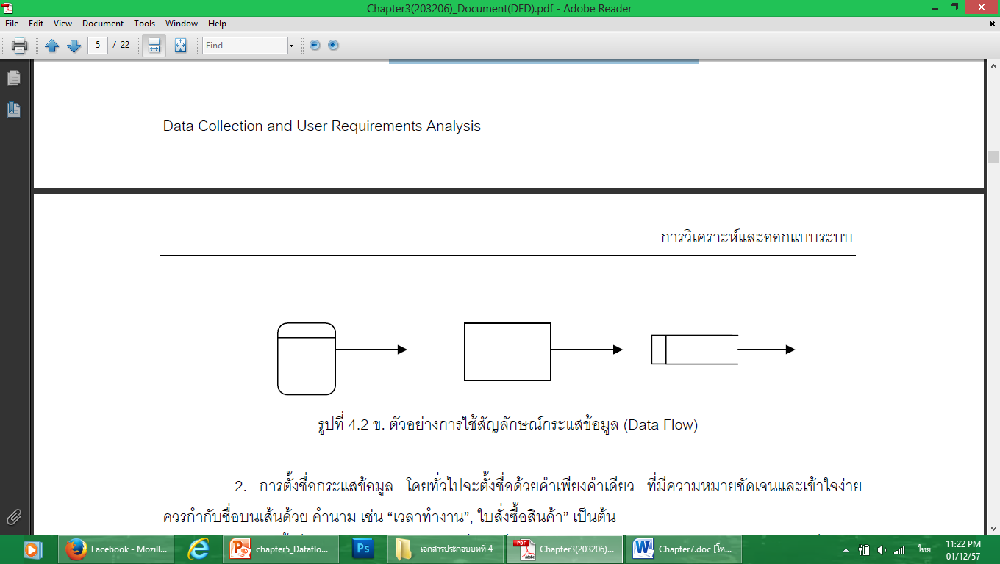 Chapter3(203206)_Document(DFD).pdf - Adobe Reader
File Edit View Document Tools Window Help
5 / 22 Find
Data Collection and User Requirements Analysis
การวิเคราะห์และออกแบบระบบ
รูปที่ 4.2 ข. ตัวอย่างการใช้สัญลักษณ์กระแสข้อมูล (Data Flow)
2. การตั้งชื่อกระแสข้อมูล โดยทั่วไปจะตั้งชื่อด้วยคำเพียงคำเดียว ที่มีความหมายชัดเจนและเข้าใจง่าย
ควรกำกับชื่อบนเส้นด้วย คำนาม เช่น “เวลาทำงาน”, ใบสั่งซื้อสินค้า” เป็นต้น
Facebook - Mozill... chapter5_Dataflo... Ps เอกสารประกอบบทที่ 4 Chapter3(203206)... Chapter7.doc [โห... ไทย 11:22 PM
01/12/57